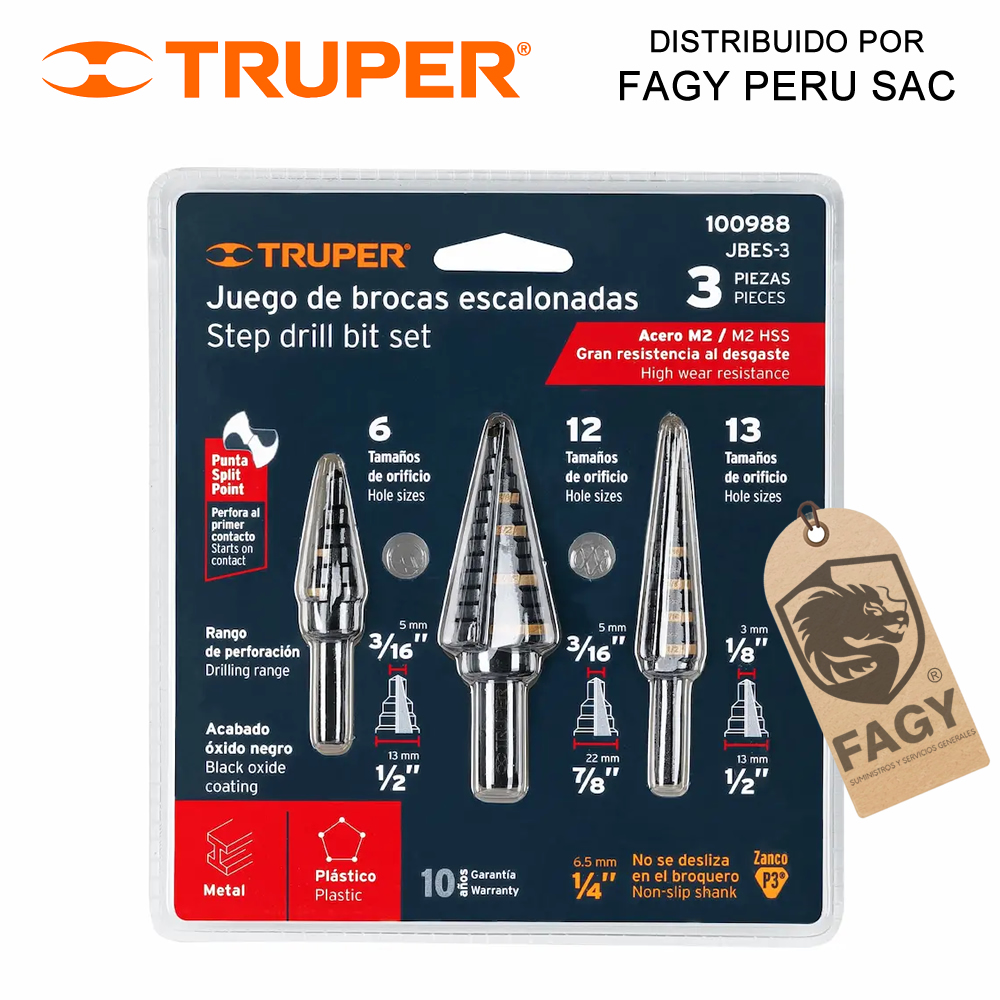 TRUPER®
DISTRIBUIDO POR
FAGY PERU SAC
TRUPER®
100988
JBES-3
3 PIEZAS
PIECES
Juego de brocas escalonadas
Step drill bit set
Acero M2 / M2 HSS
Gran resistencia al desgaste
High wear resistance
Punta
Split
Point
Perfora al
primer
contacto
Starts on
contact
6
Tamaños
de orificio
Hole sizes
12
Tamaños
de orificio
Hole sizes
13
Tamaños
de orificio
Hole sizes
Rango
de perforación
Drilling range
5 mm
3/16"
13 mm
1/2"
5 mm
3/16"
22 mm
7/8"
3 mm
1/8"
13 mm
1/2"
Acabado
óxido negro
Black oxide
coating
Metal
Plástico
Plastic
10 años Garantía
Warranty
6.5 mm
1/4"
No se desliza
en el broquero
Non-slip shank
Zanco
P3®
®
FAGY
SUMINISTROS Y SERVICIOS GENERALES